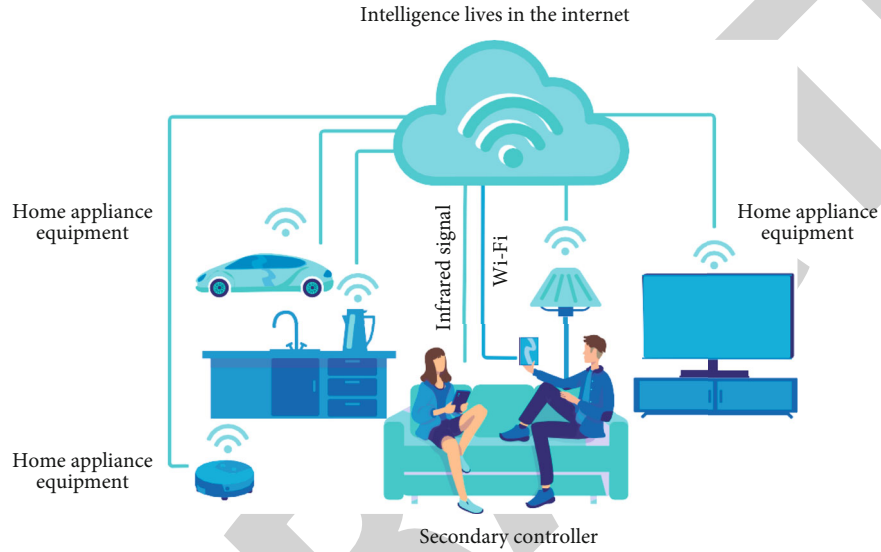 Intelligence lives in the internet
Home appliance
equipment
Infrared signal
Wi-Fi
Home appliance
equipment
Home appliance
equipment
Secondary controller